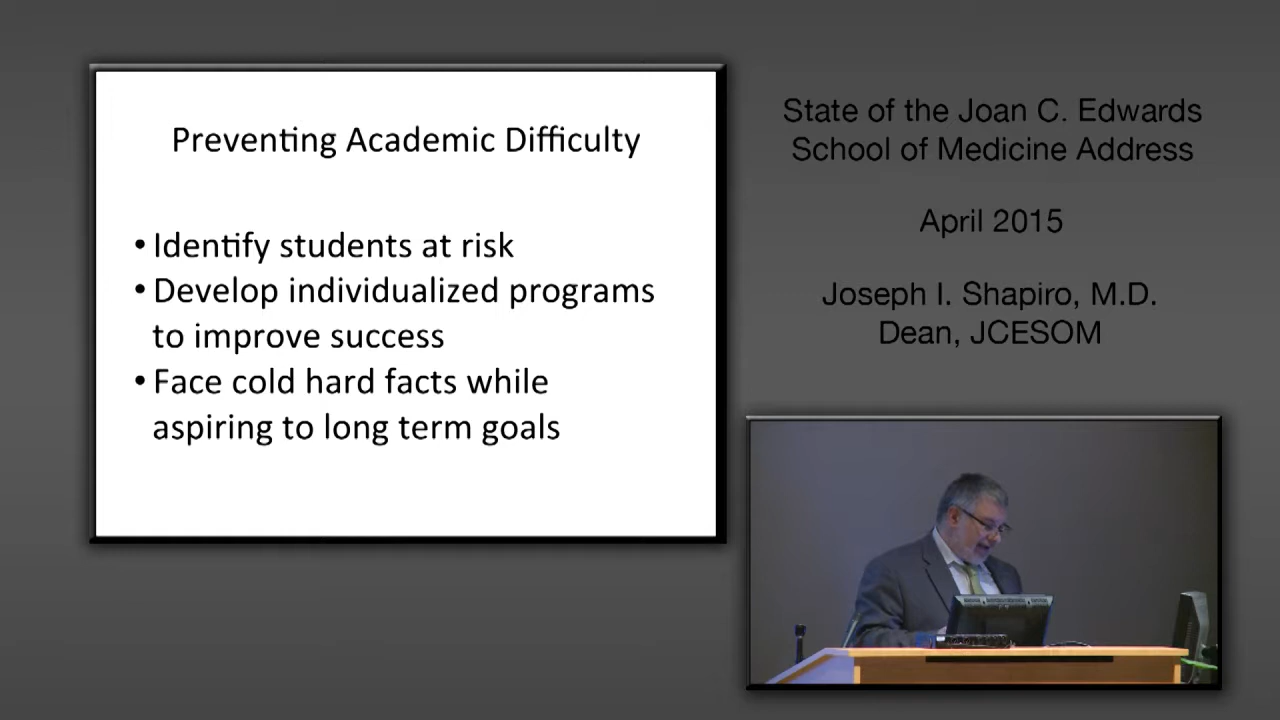 Preventing Academic Difficulty
• Identify students at risk
• Develop individualized programs
to improve success
• Face cold hard facts while
aspiring to long term goals
State of the Joan C. Edwards
School of Medicine Address
April 2015
Joseph I. Shapiro, M.D.
Dean, JCESOM